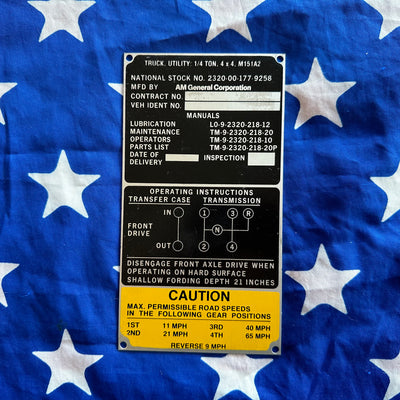 TRUCK, UTILITY: 1/4 TON, 4 x 4, M151A2
NATIONAL STOCK NO. 2320-00-177-9258
MFD BY AM General Corporation
CONTRACT NO.
VEH IDENT NO.
MANUALS
LUBRICATION LO-9-2320-218-12
MAINTENANCE TM-9-2320-218-20
OPERATORS TM-9-2320-218-10
PARTS LIST TM-9-2320-218-20P
DATE OF DELIVERY INSPECTION
OPERATING INSTRUCTIONS
TRANSFER CASE TRANSMISSION
IN 1 3 R
FRONT DRIVE N
OUT 2 4
DISENGAGE FRONT AXLE DRIVE WHEN
OPERATING ON HARD SURFACE
SHALLOW FORDING DEPTH 21 INCHES
CAUTION
MAX. PERMISSIBLE ROAD SPEEDS
IN THE FOLLOWING GEAR POSITIONS
1ST 11 MPH 3RD 40 MPH
2ND 21 MPH 4TH 65 MPH
REVERSE 9 MPH